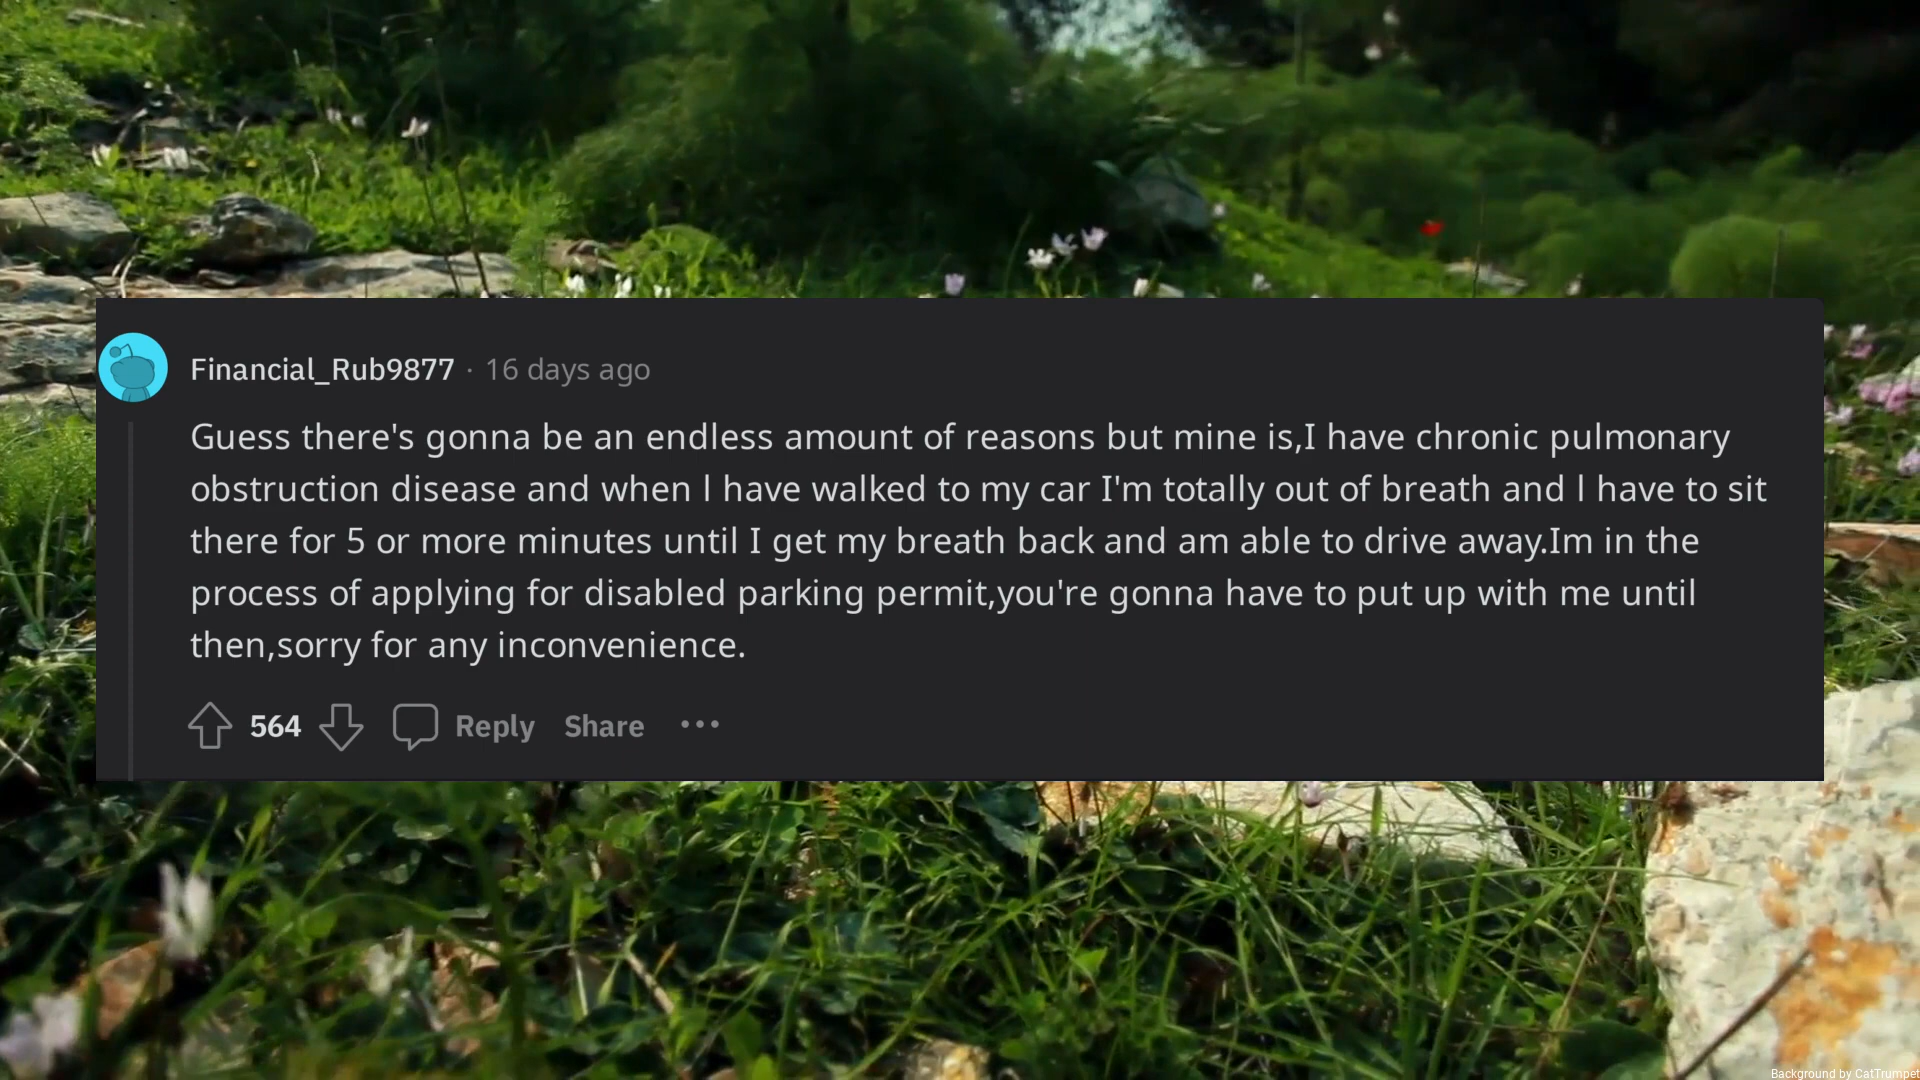 Financial_Rub9877 · 16 days ago
Guess there's gonna be an endless amount of reasons but mine is,I have chronic pulmonary
obstruction disease and when l have walked to my car I'm totally out of breath and l have to sit
there for 5 or more minutes until I get my breath back and am able to drive away.Im in the
process of applying for disabled parking permit,you're gonna have to put up with me until
then,sorry for any inconvenience.
564 Reply Share
Background by CatTrumpet